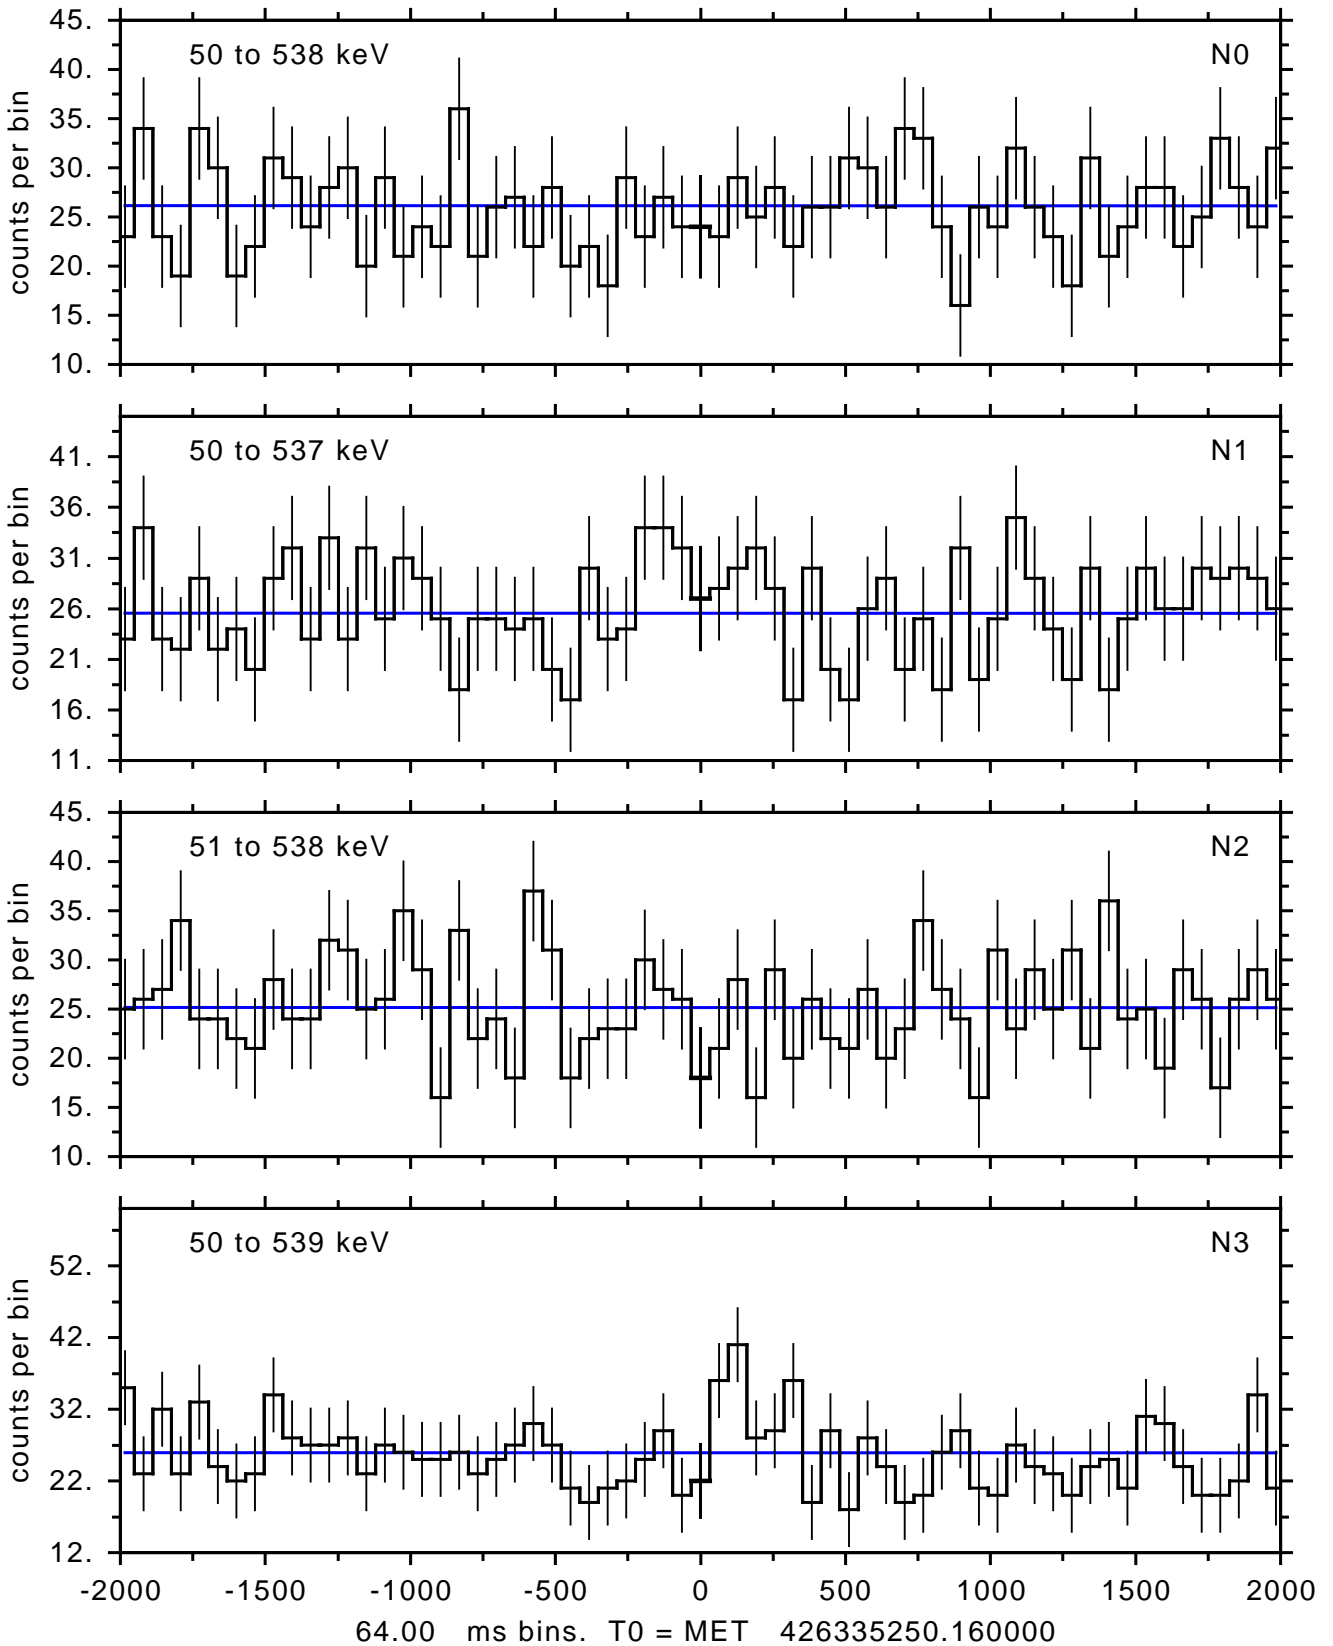 45.
50 to 538 keV N0
40.
35.
30.
25.
20.
15.
10.
counts per bin
50 to 537 keV N1
41.
36.
31.
26.
21.
16.
11.
counts per bin
45.
51 to 538 keV N2
40.
35.
30.
25.
20.
15.
10.
counts per bin
50 to 539 keV N3
52.
42.
32.
22.
12.
counts per bin
-2000 -1500 -1000 -500 0 500 1000 1500 2000
64.00 ms bins. T0 = MET 426335250.160000